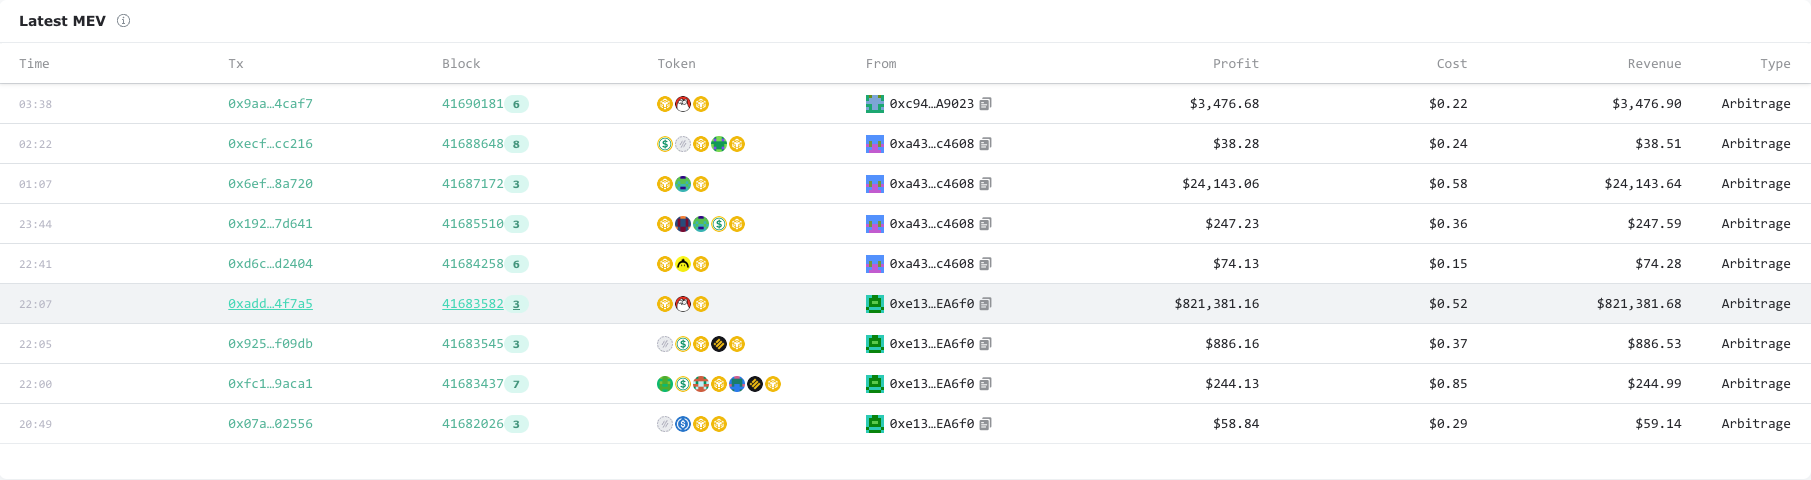 Latest MEV
Time Tx Block Token From Profit Cost Revenue Type
03:38 0x9aa…4caf7 41690181 6 0xc94…A9023 $3,476.68 $0.22 $3,476.90 Arbitrage
02:22 0xecf…cc216 41688648 8 0xa43…c4608 $38.28 $0.24 $38.51 Arbitrage
01:07 0x6ef…8a720 41687172 3 0xa43…c4608 $24,143.06 $0.58 $24,143.64 Arbitrage
23:44 0x192…7d641 41685510 3 0xa43…c4608 $247.23 $0.36 $247.59 Arbitrage
22:41 0xd6c…d2404 41684258 6 0xa43…c4608 $74.13 $0.15 $74.28 Arbitrage
22:07 0xadd…4f7a5 41683582 3 0xe13…EA6f0 $821,381.16 $0.52 $821,381.68 Arbitrage
22:05 0x925…f09db 41683545 3 0xe13…EA6f0 $886.16 $0.37 $886.53 Arbitrage
22:00 0xfc1…9aca1 41683437 7 0xe13…EA6f0 $244.13 $0.85 $244.99 Arbitrage
20:49 0x07a…02556 41682026 3 0xe13…EA6f0 $58.84 $0.29 $59.14 Arbitrage